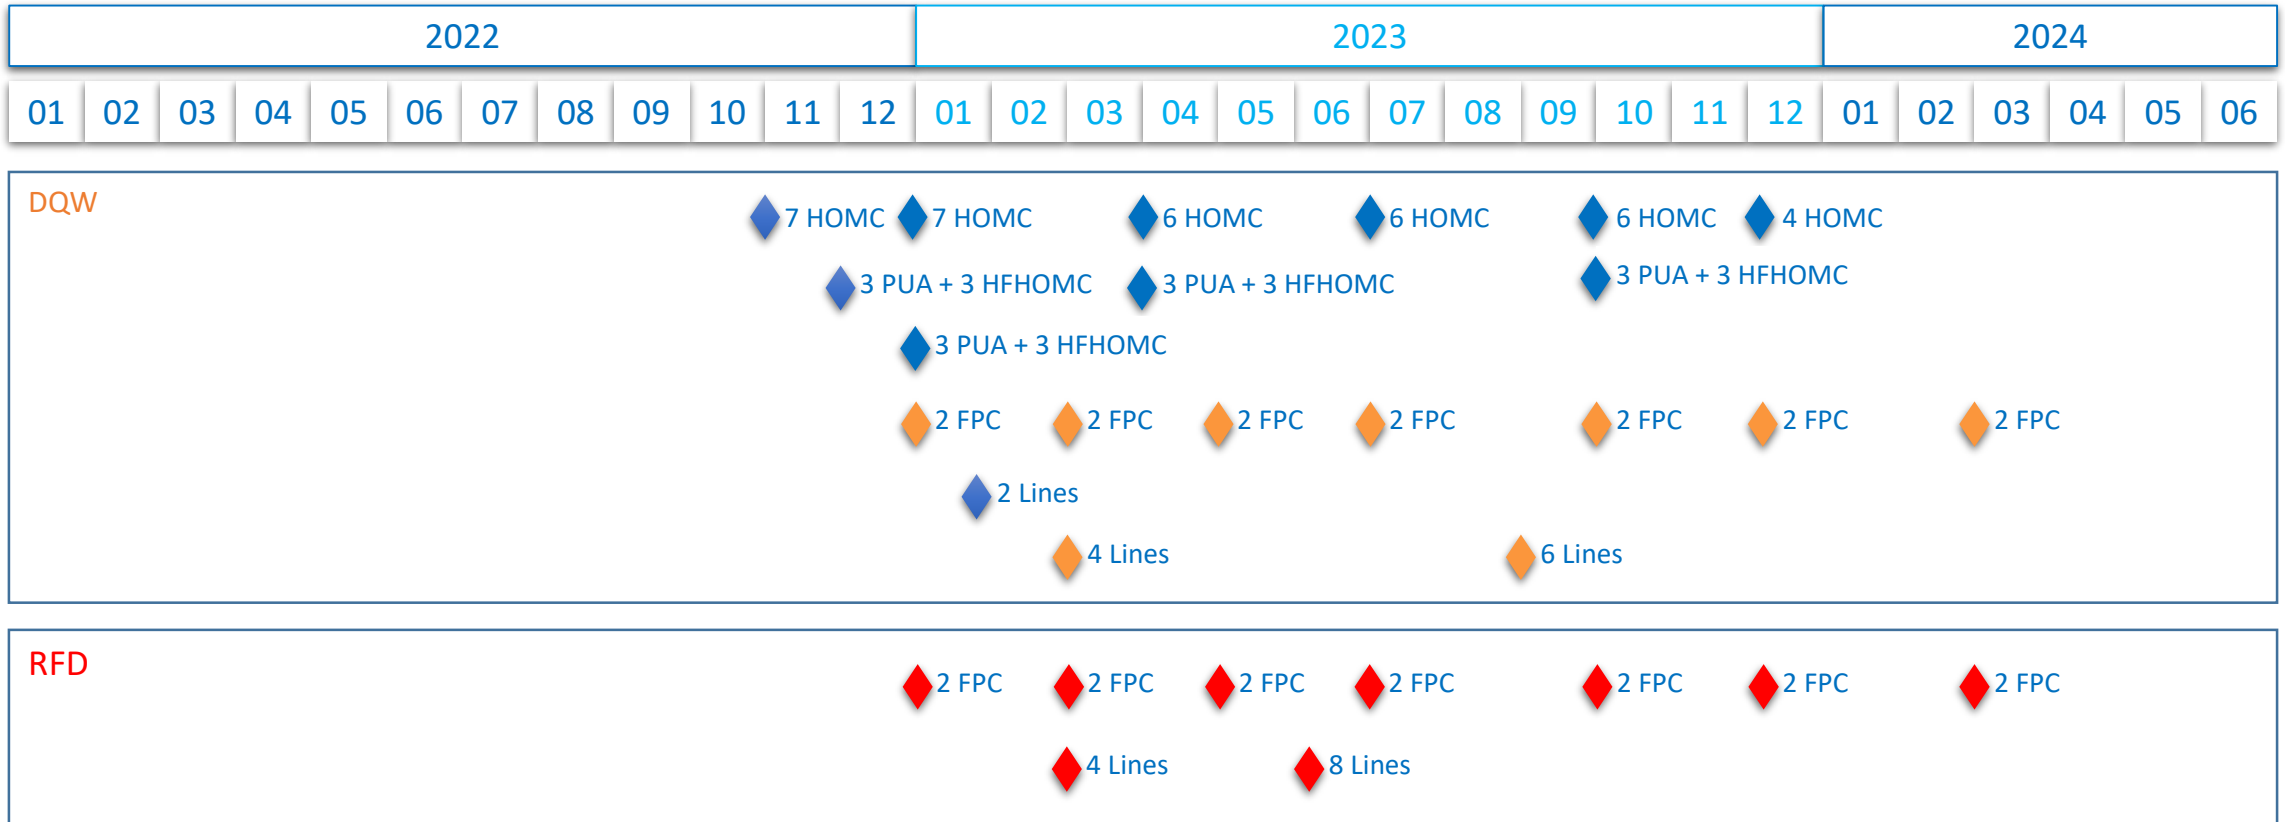 2022 2023 2024
01 02 03 04 05 06 07 08 09 10 11 12 01 02 03 04 05 06 07 08 09 10 11 12 01 02 03 04 05 06
DQW
7 HOMC 7 HOMC 6 HOMC 6 HOMC 6 HOMC 4 HOMC
3 PUA + 3 HFHOMC 3 PUA + 3 HFHOMC 3 PUA + 3 HFHOMC
3 PUA + 3 HFHOMC
2 FPC 2 FPC 2 FPC 2 FPC 2 FPC 2 FPC 2 FPC
2 Lines
4 Lines 6 Lines
RFD
2 FPC 2 FPC 2 FPC 2 FPC 2 FPC 2 FPC 2 FPC
4 Lines 8 Lines